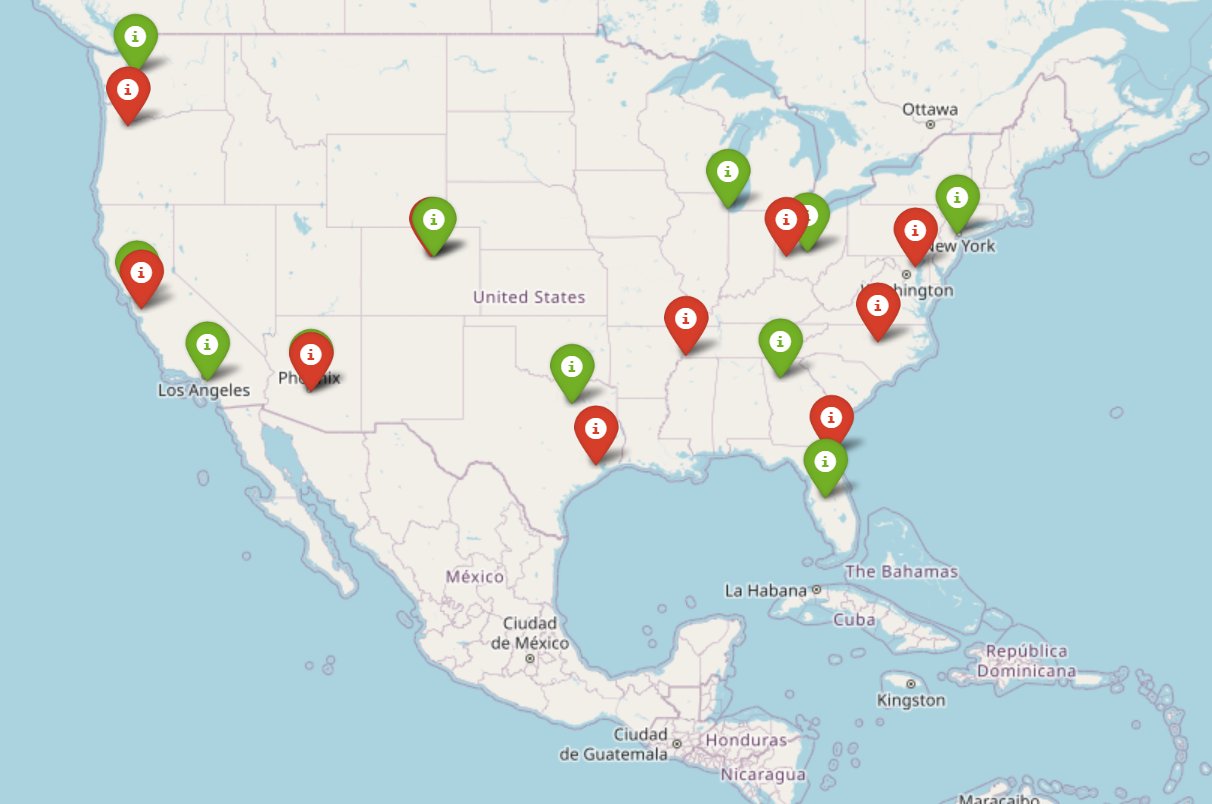 Ottawa
New York
Washington
United States
Phoenix
Los Angeles
México
The Bahamas
La Habana
Cuba
Ciudad
de México
República
Dominicana
Kingston
Ciudad
de Guatemala
Honduras
Nicaragua
Maracaibo